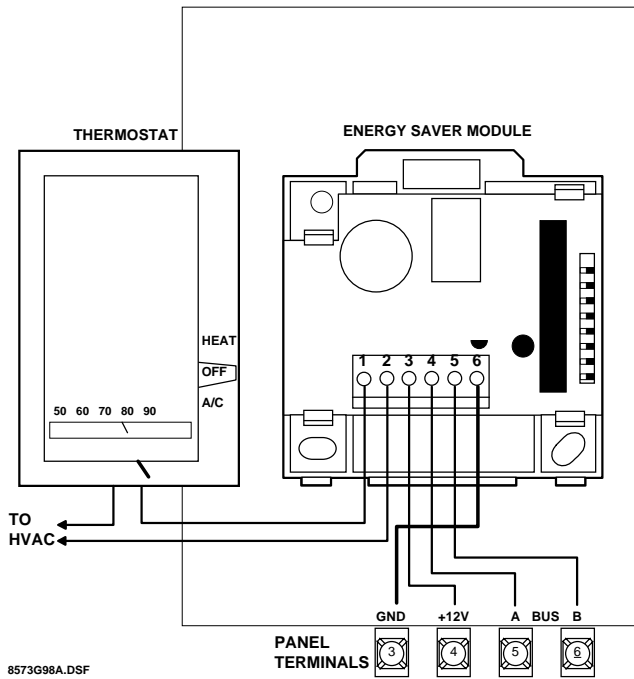 THERMOSTAT
ENERGY SAVER MODULE
HEAT
OFF
A/C
50 60 70 80 90
1 2 3 4 5 6
TO
HVAC
GND +12V A BUS B
PANEL
TERMINALS
3 4 5 6
8573G98A.DSF